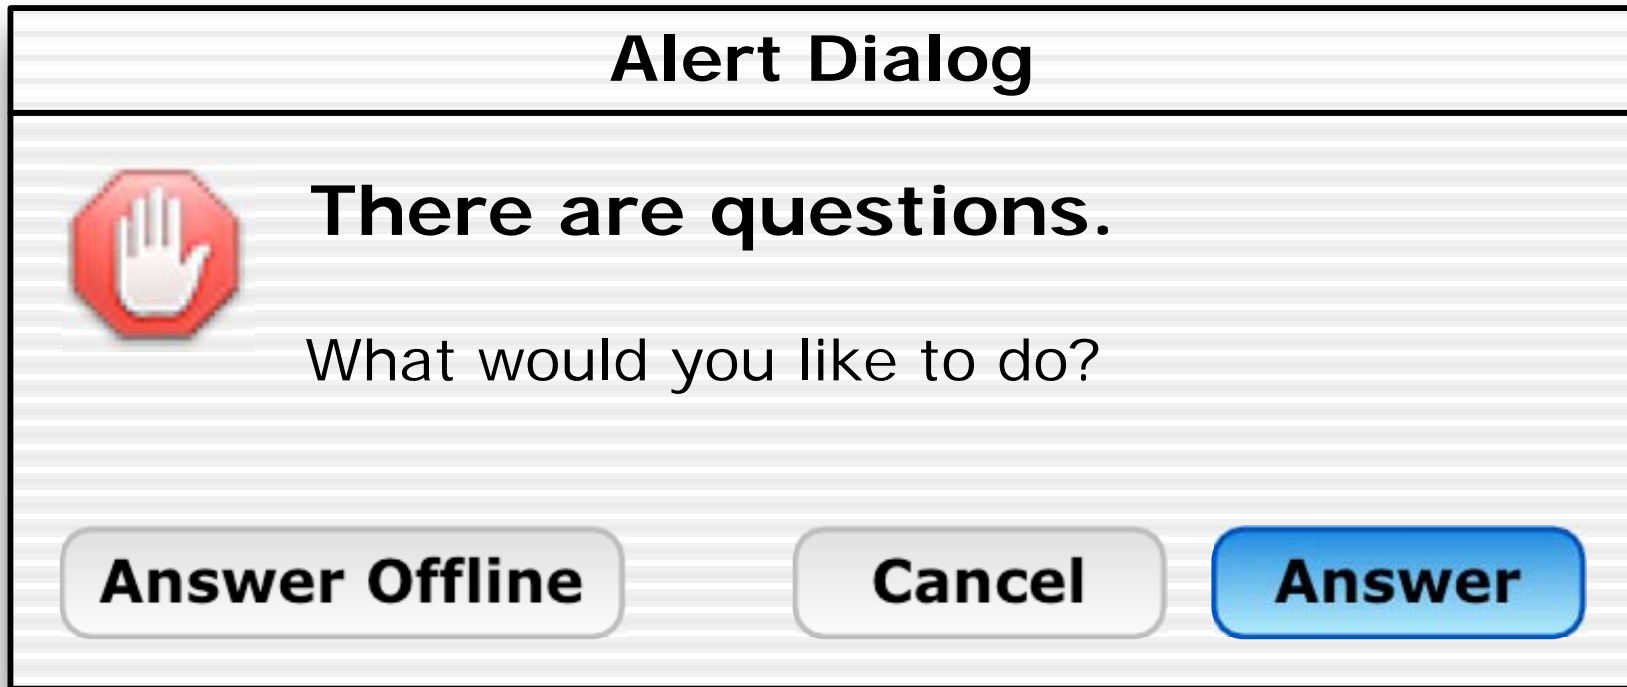 Alert Dialog
There are questions.
What would you like to do?
Answer Offline Cancel Answer